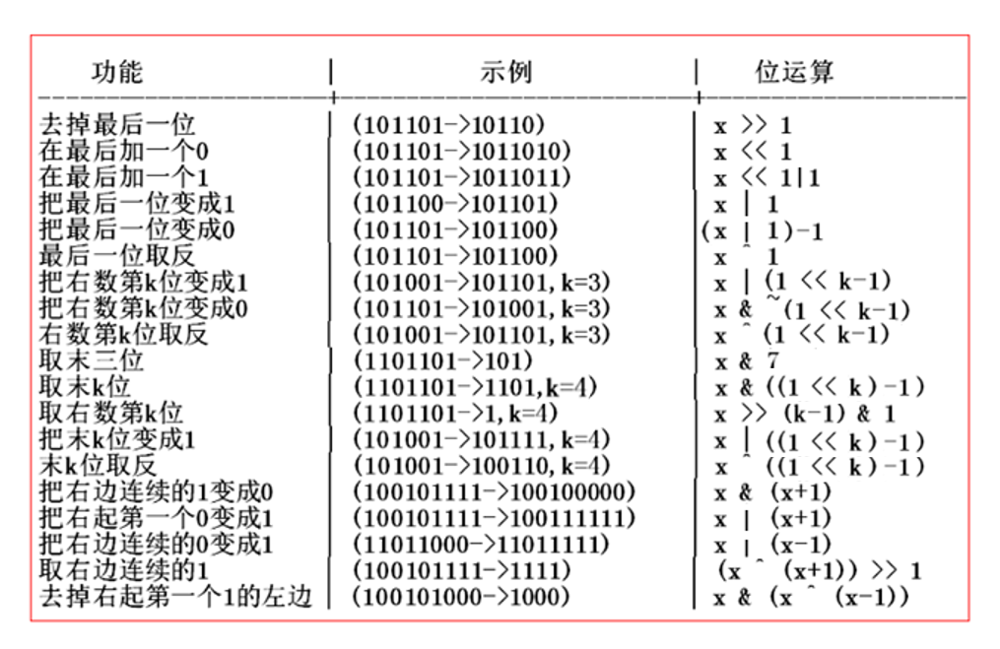 功能 | 示例 | 位运算
去掉最后一位 | (101101->10110) | x >> 1
在最后加一个0 | (101101->1011010) | x << 1
在最后加一个1 | (101101->1011011) | x << 1|1
把最后一位变成1 | (101100->101101) | x | 1
把最后一位变成0 | (101101->101100) | (x | 1)-1
最后一位取反 | (101101->101100) | x ^ 1
把右数第k位变成1 | (101001->101101,k=3) | x | (1 << k-1)
把右数第k位变成0 | (101101->101001,k=3) | x & ~(1 << k-1)
右数第k位取反 | (101001->101101,k=3) | x ^ (1 << k-1)
取末三位 | (1101101->101) | x & 7
取末k位 | (1101101->1101,k=4) | x & ((1 << k)-1)
取右数第k位 | (1101101->1,k=4) | x >> (k-1) & 1
把末k位变成1 | (101001->101111,k=4) | x | ((1 << k)-1)
末k位取反 | (101001->100110,k=4) | x ^ ((1 << k)-1)
把右边连续的1变成0 | (100101111->100100000) | x & (x+1)
把右起第一个0变成1 | (100101111->100111111) | x | (x+1)
把右边连续的0变成1 | (11011000->11011111) | x | (x-1)
取右边连续的1 | (100101111->1111) | (x ^ (x+1)) >> 1
去掉右起第一个1的左边 | (100101000->1000) | x & (x ^ (x-1))